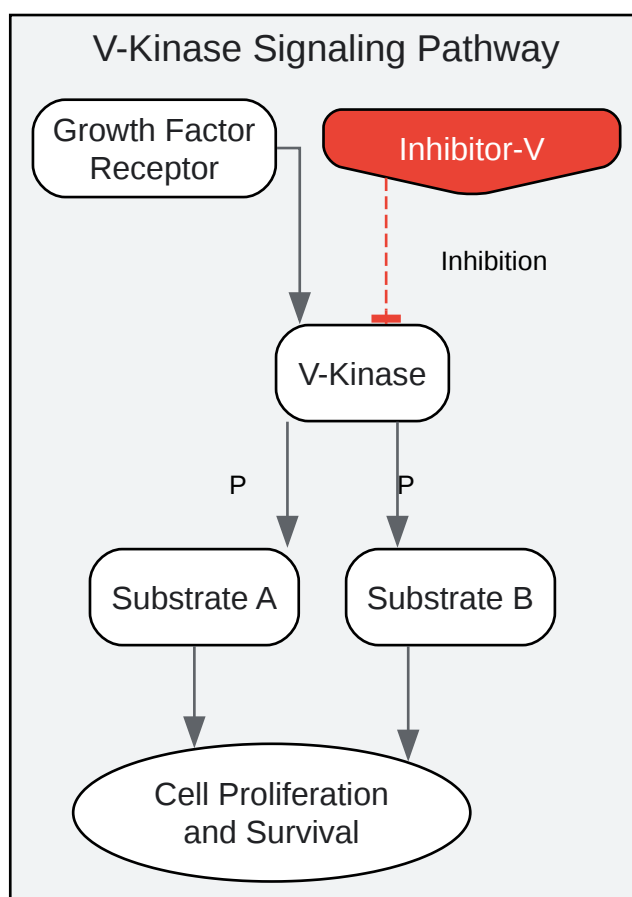 V-Kinase Signaling Pathway
Growth Factor
Receptor
Inhibitor-V
Inhibition
V-Kinase
P
P
Substrate A
Substrate B
Cell Proliferation
and Survival